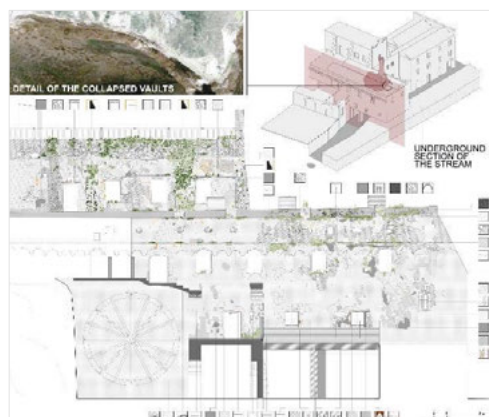 DETAIL OF THE COLLAPSED VAULTS
UNDERGROUND
SECTION OF
THE STREAM